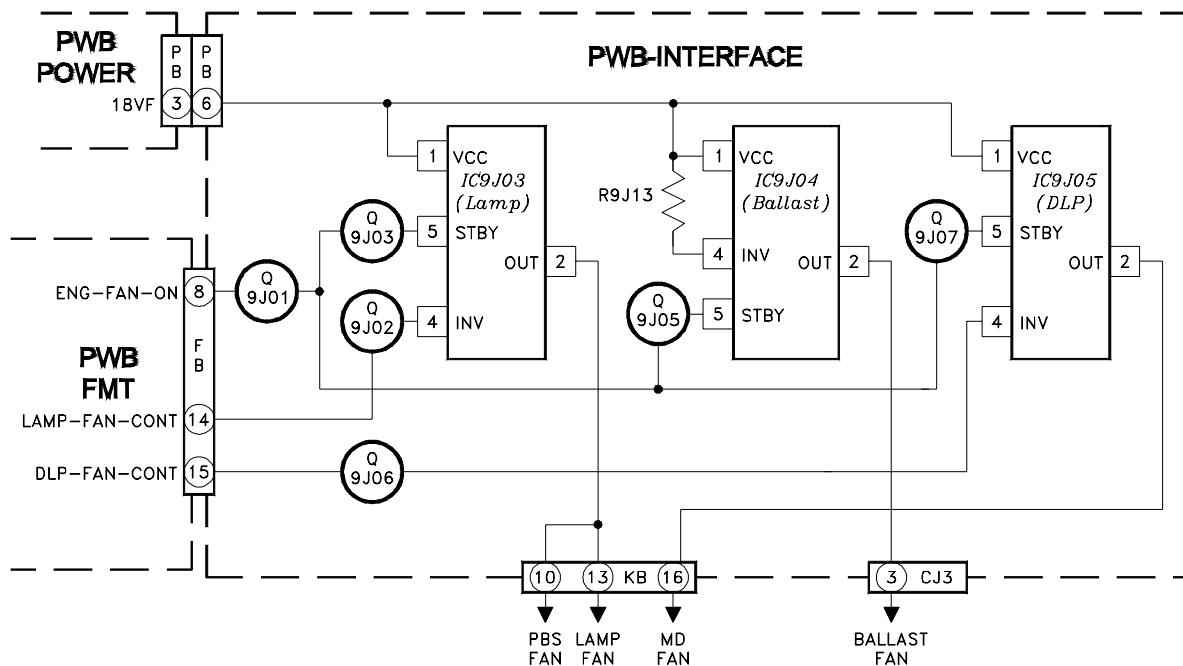 PWB
POWER
P
B
P
B
PWB-INTERFACE
18VF
3
6
1
VCC
IC9J03
(Lamp)
5
STBY
OUT
2
4
INV
Q
9J03
Q
9J02
R9J13
1
VCC
IC9J04
(Ballast)
4
INV
OUT
2
5
STBY
Q
9J05
1
VCC
IC9J05
(DLP)
Q
9J07
5
STBY
OUT
2
4
INV
ENG-FAN-ON
8
Q
9J01
F
B
PWB
FMT
LAMP-FAN-CONT
14
DLP-FAN-CONT
15
Q
9J06
10
13
KB
16
3
CJ3
PBS
FAN
LAMP
FAN
MD
FAN
BALLAST
FAN